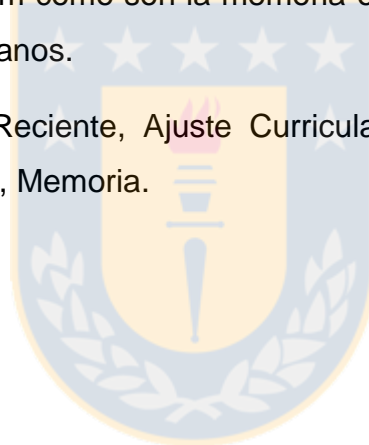 como son la memoria
anos.
Reciente, Ajuste Curricula
, Memoria.